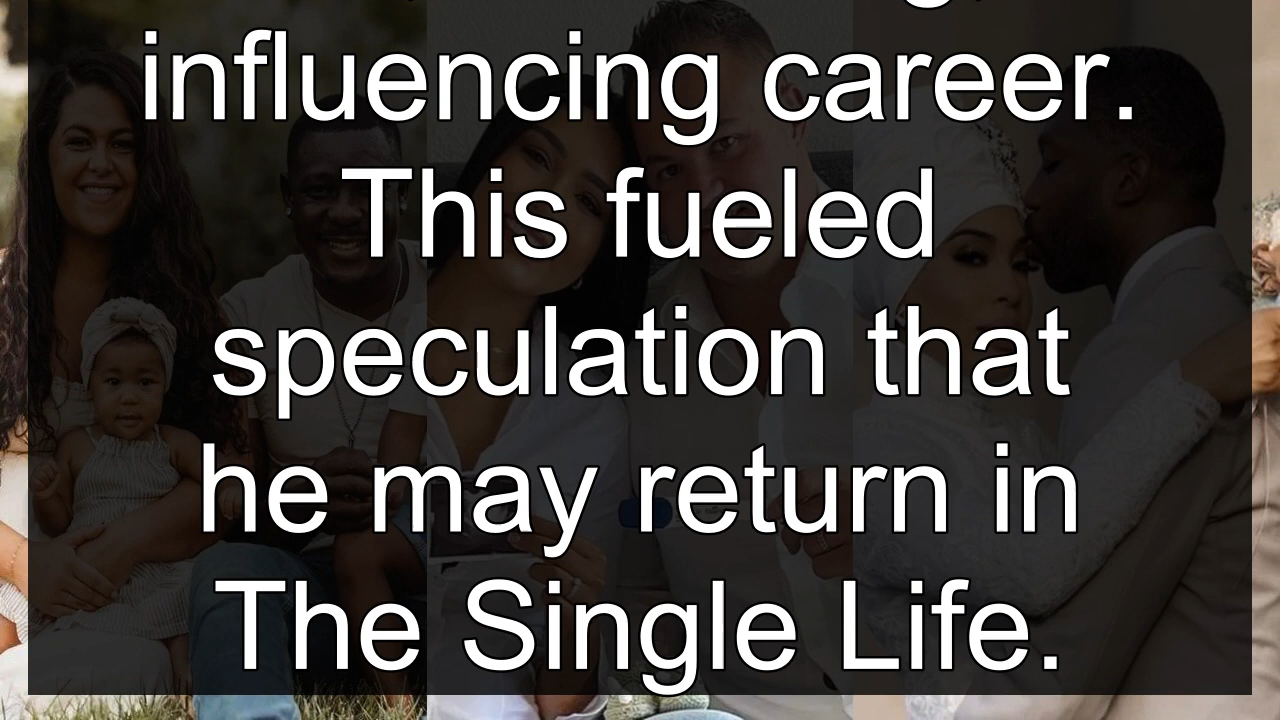 influencing career.
This fueled
speculation that
he may return in
The Single Life.